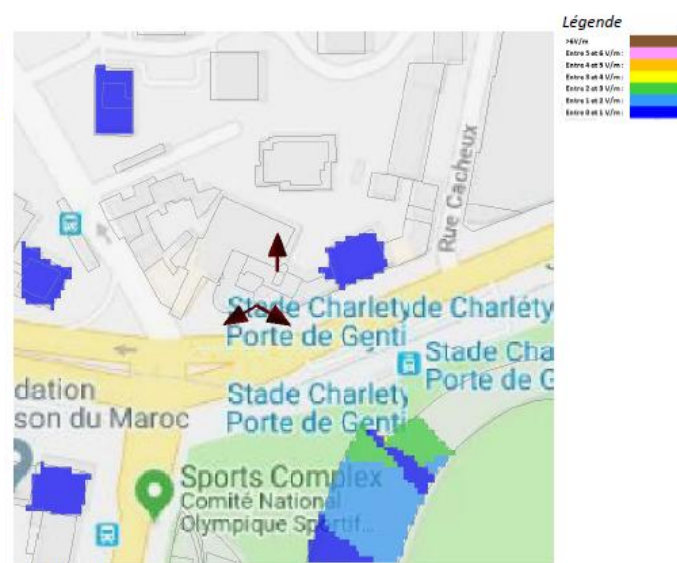 Légende
>6V/m
Entre 5 et 6 V/m :
Entre 4 et 5 V/m :
Entre 3 et 4 V/m :
Entre 2 et 3 V/m :
Entre 1 et 2 V/m :
Entre 0 et 1 V/m :
Rue Cacheux
Stade Charletyde Charléty
Porte de Genti
Stade Cha
Porte de G
dation
son du Maroc
Stade Charlety
Porte de Genti
Sports Complex
Comité National
Olympique Sportif...